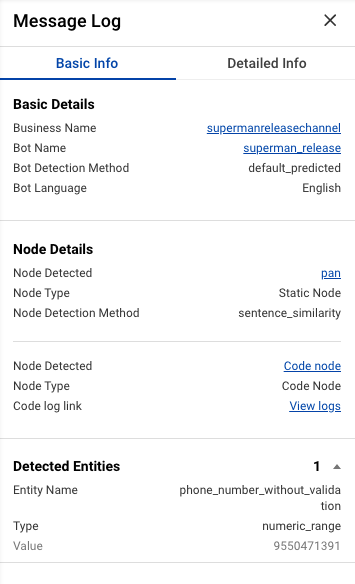 Message Log
Basic Info Detailed Info
Basic Details
Business Name supermanreleasechannel
Bot Name superman_release
Bot Detection Method default_predicted
Bot Language English
Node Details
Node Detected pan
Node Type Static Node
Node Detection Method sentence_similarity
Node Detected Code node
Node Type Code Node
Code log link View logs
Detected Entities 1
Entity Name phone_number_without_valida
tion
Type numeric_range
Value 9550471391